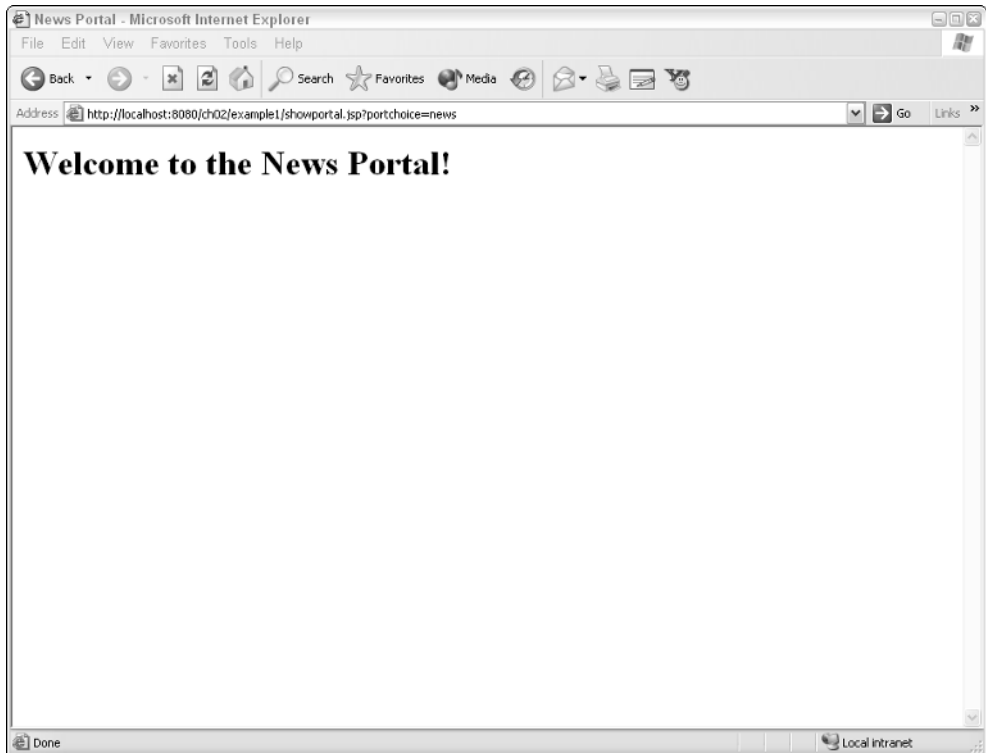 News Portal - Microsoft Internet Explorer
File Edit View Favorites Tools Help
Back Search Favorites Media
Address http://localhost:8080/ch02/example1/showportal.jsp?portchoice=news Go Links »
Welcome to the News Portal!
Done Local intranet